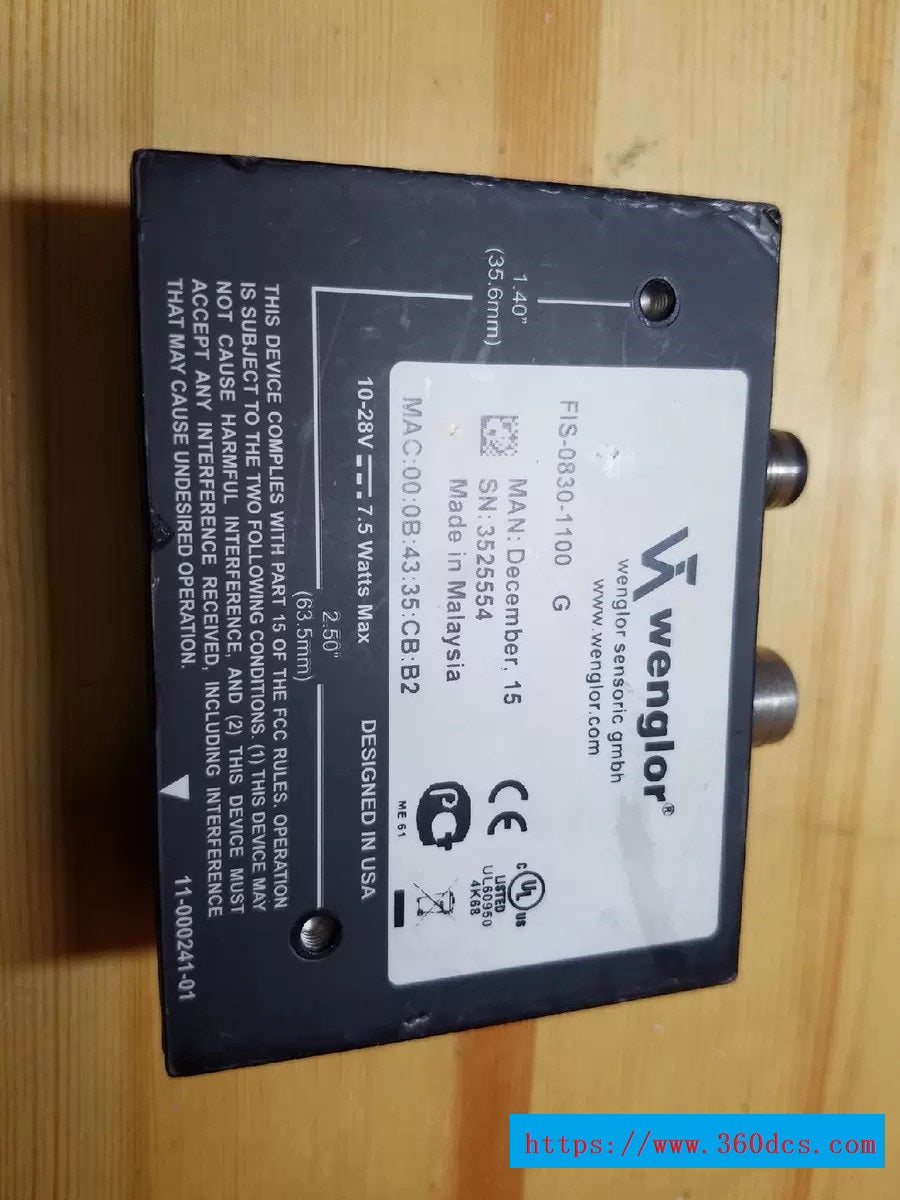 wenglor®
wenglor sensoric gmbh
www.wenglor.com
FIS-0830-1100 G
MAN: December, 15
SN: 3525554
Made in Malaysia
MAC:00:0B:43:35:CB:B2
CE
C UL US
LISTED
UL60950
4K68
PCT
ME 61
1.40"
(35.6mm)
10-28V 7.5 Watts Max
DESIGNED IN USA
2.50"
(63.5mm)
THIS DEVICE COMPLIES WITH PART 15 OF THE FCC RULES. OPERATION
IS SUBJECT TO THE TWO FOLLOWING CONDITIONS. (1) THIS DEVICE MAY
NOT CAUSE HARMFUL INTERFERENCE, AND (2) THIS DEVICE MUST
ACCEPT ANY INTERFERENCE RECEIVED, INCLUDING INTERFERENCE
THAT MAY CAUSE UNDESIRED OPERATION.
11-000241-01
https://www.360dcs.com